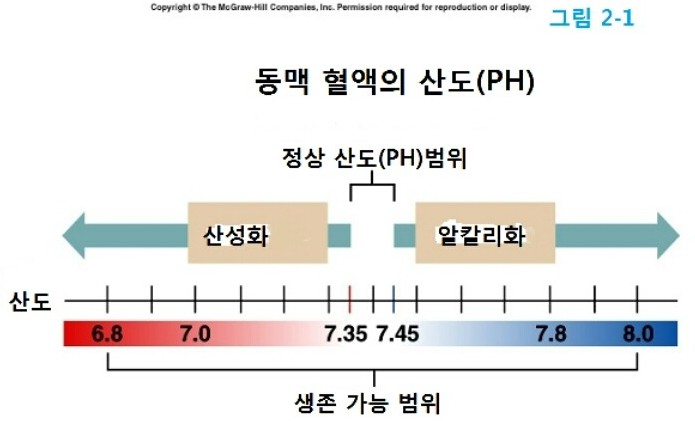 Copyright © The McGraw-Hill Companies, Inc. Permission required for reproduction or display.
그림 2-1
동맥 혈액의 산도(PH)
정상 산도(PH)범위
산성화 알칼리화
산도
6.8 7.0 7.35 7.45 7.8 8.0
생존 가능 범위